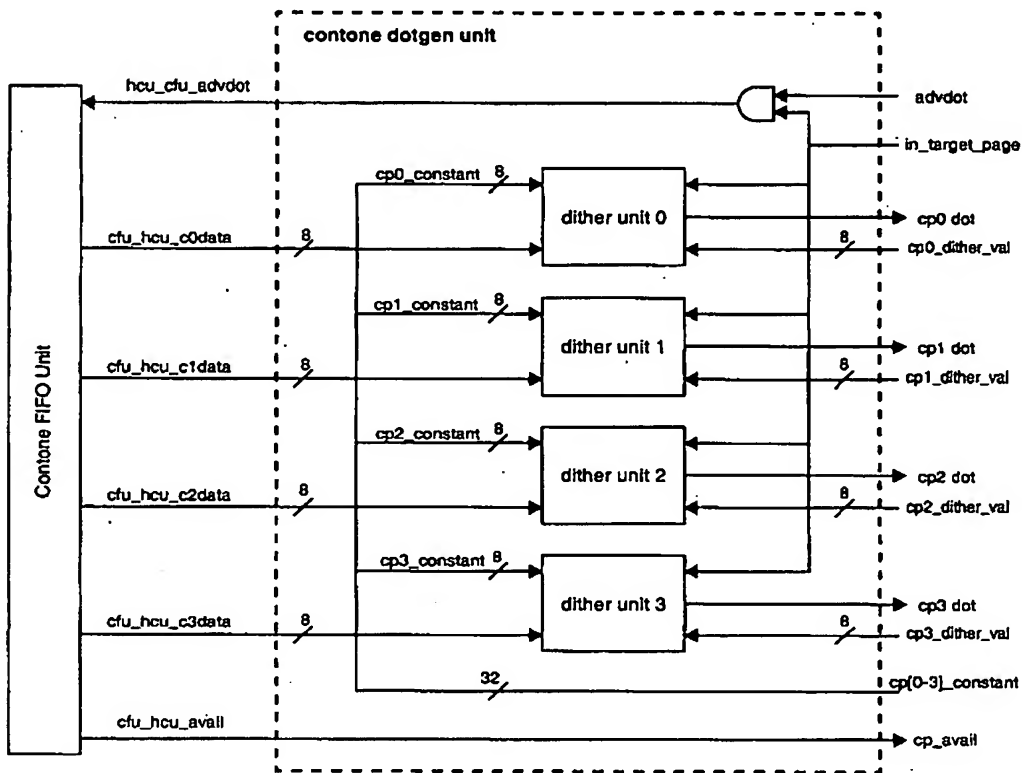 contone dotgen unit
hcu_cfu_advdot
advdot
in_target_page
cp0_constant 8
dither unit 0
cp0 dot
cfu_hcu_c0data 8
8 cp0_dither_val
cp1_constant 8
dither unit 1
cp1 dot
cfu_hcu_c1data 8
8 cp1_dither_val
Contone FIFO Unit
cp2_constant 8
dither unit 2
cp2 dot
cfu_hcu_c2data 8
8 cp2_dither_val
cp3_constant 8
dither unit 3
cp3 dot
cfu_hcu_c3data 8
8 cp3_dither_val
32
cp[0-3]_constant
cfu_hcu_avail
cp_avail